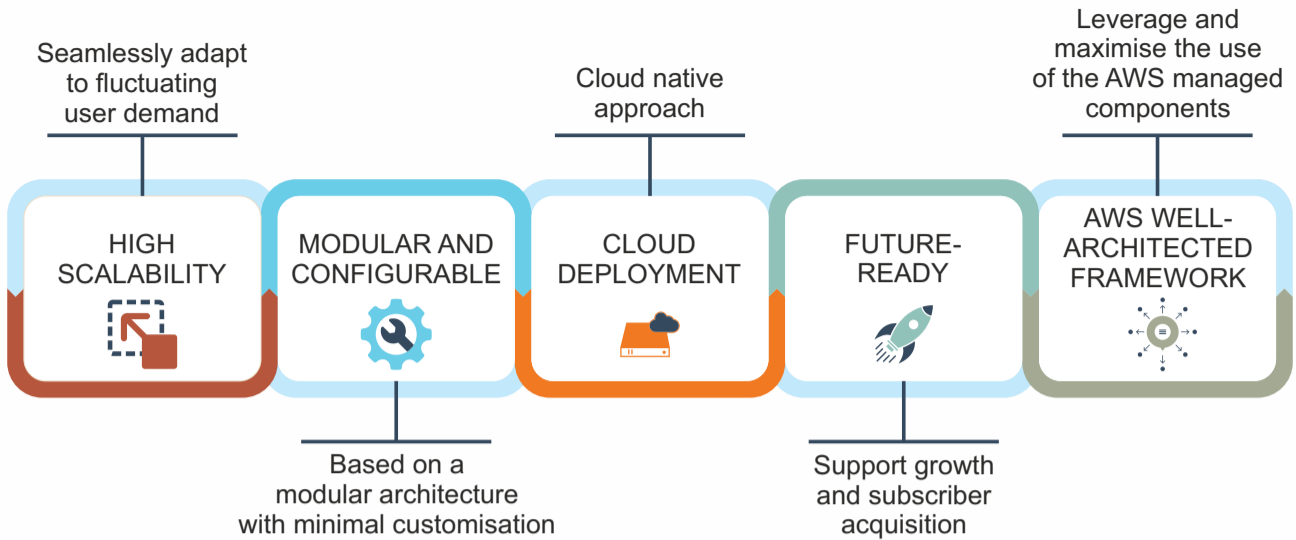 Seamlessly adapt
to fluctuating
user demand
HIGH
SCALABILITY
MODULAR AND
CONFIGURABLE
Based on a
modular architecture
with minimal customisation
Cloud native
approach
CLOUD
DEPLOYMENT
FUTURE-
READY
Support growth
and subscriber
acquisition
Leverage and
maximise the use
of the AWS managed
components
AWS WELL-
ARCHITECTED
FRAMEWORK